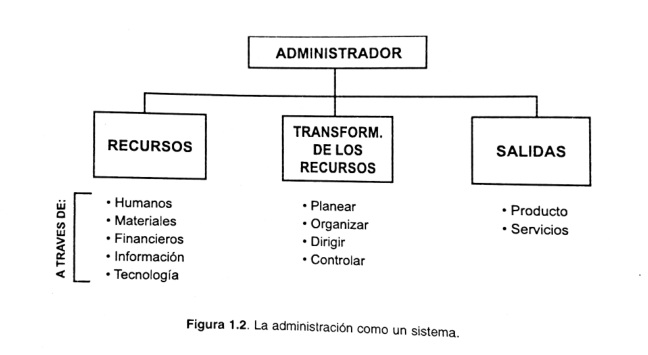 ADMINISTRADOR
RECURSOS
TRANSFORM.
DE LOS
RECURSOS
SALIDAS
A TRAVES DE:
• Humanos
• Materiales
• Financieros
• Información
• Tecnología
• Planear
• Organizar
• Dirigir
• Controlar
• Producto
• Servicios
Figura 1.2. La administración como un sistema.